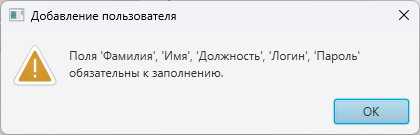 Добавление пользователя
Поля 'Фамилия', 'Имя', 'Должность', 'Логин', 'Пароль'
обязательны к заполнению.
OK